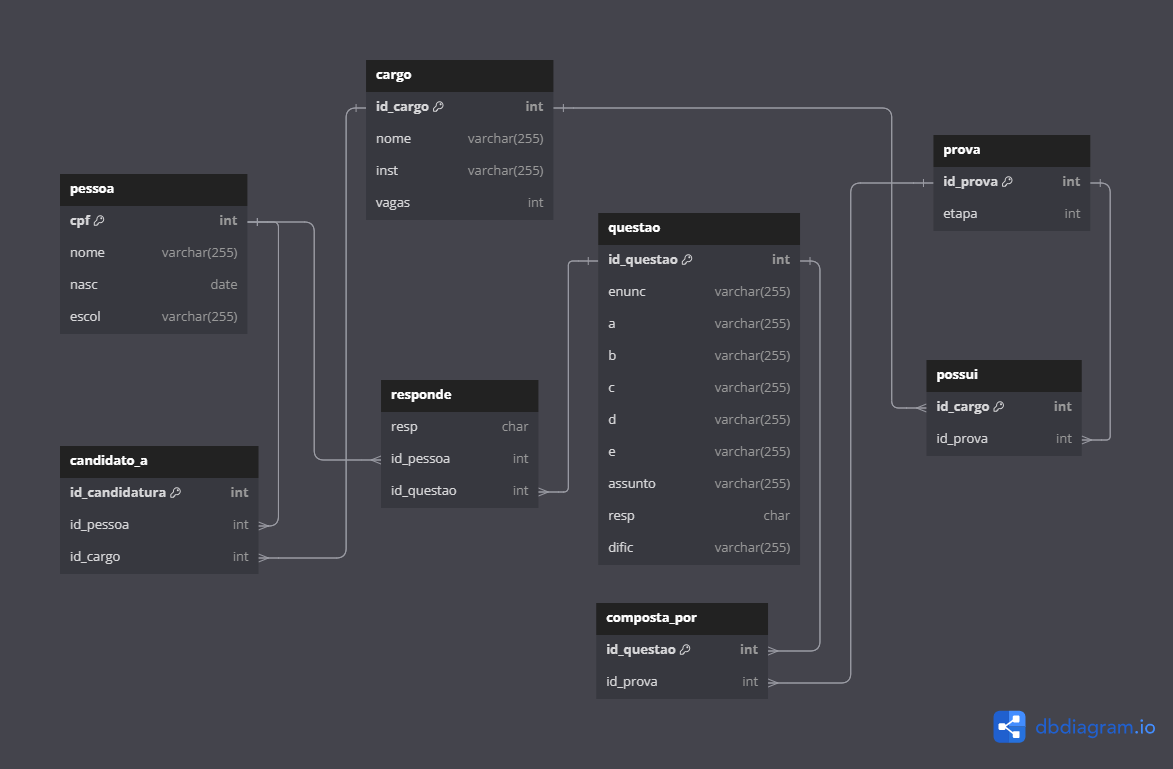 cargo
id_cargo int
nome varchar(255)
inst varchar(255)
vagas int
pessoa
cpf int
nome varchar(255)
nasc date
escol varchar(255)
prova
id_prova int
etapa int
questao
id_questao int
enunc varchar(255)
a varchar(255)
b varchar(255)
c varchar(255)
d varchar(255)
e varchar(255)
assunto varchar(255)
resp char
dific varchar(255)
responde
resp char
id_pessoa int
id_questao int
possui
id_cargo int
id_prova int
candidato_a
id_candidatura int
id_pessoa int
id_cargo int
composta_por
id_questao int
id_prova int
dbdiagram.io